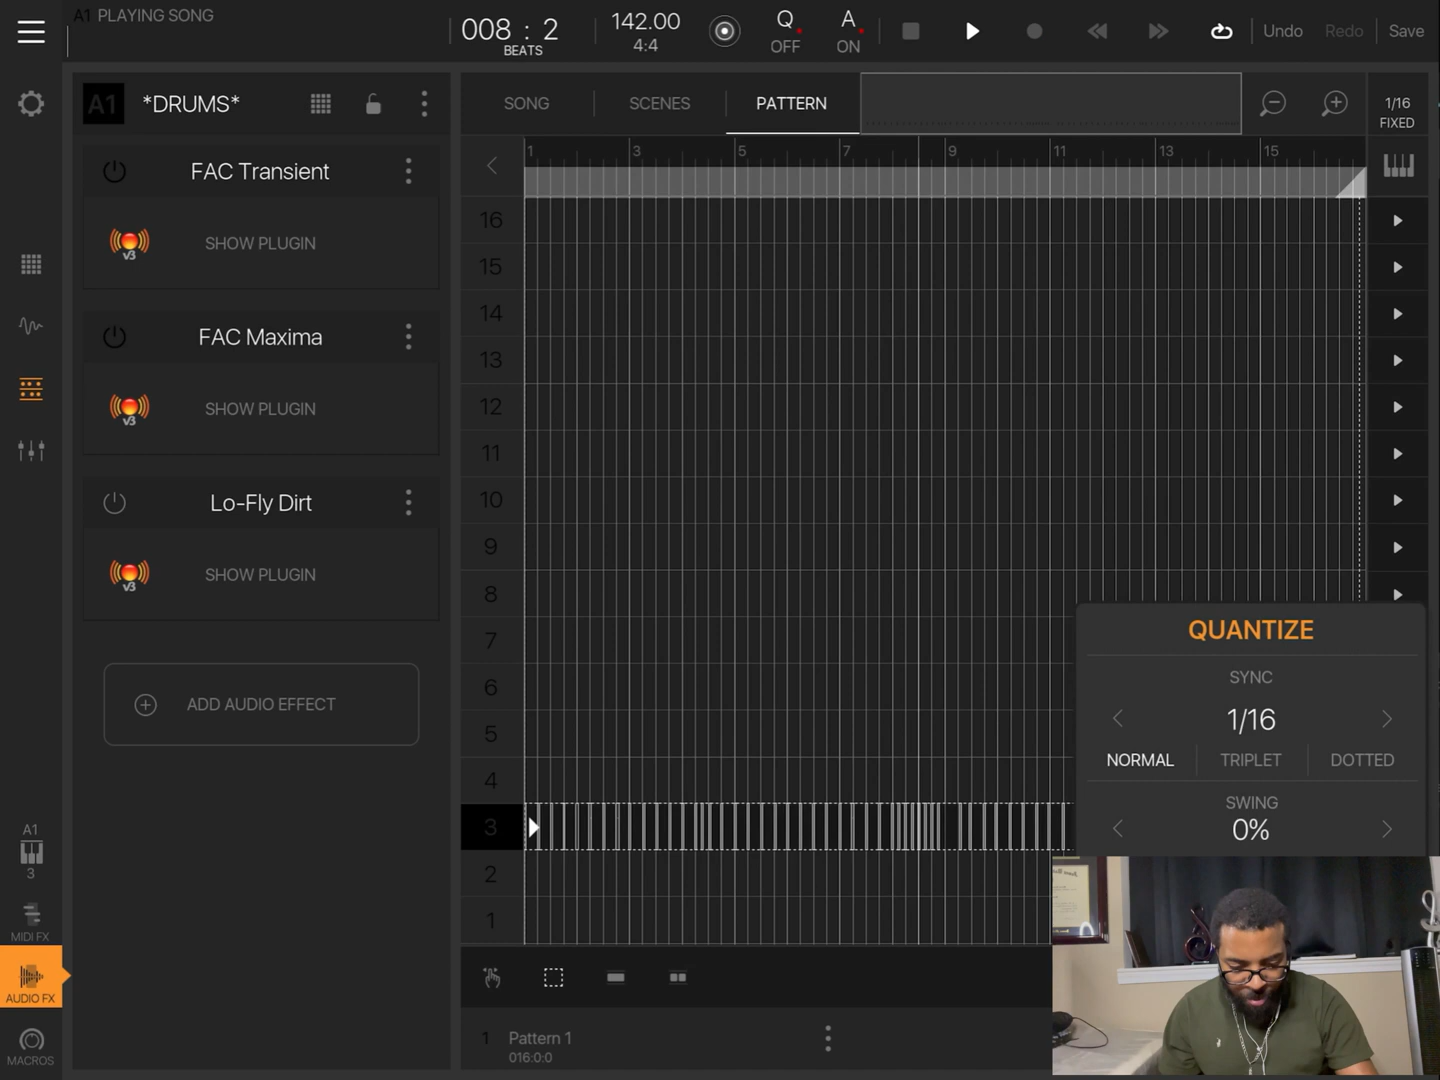 A1 PLAYING SONG
008 : 2
BEATS
142.00
4:4
Q
OFF
A
ON
Undo
Redo
Save
A1
*DRUMS*
SONG
SCENES
PATTERN
1/16
FIXED
FAC Transient
v3
SHOW PLUGIN
FAC Maxima
v3
SHOW PLUGIN
Lo-Fly Dirt
v3
SHOW PLUGIN
ADD AUDIO EFFECT
1
3
5
7
9
11
13
15
16
15
14
13
12
11
10
9
8
7
6
5
4
3
2
1
QUANTIZE
SYNC
1/16
NORMAL
TRIPLET
DOTTED
SWING
0%
A1
3
MIDI FX
AUDIO FX
MACROS
1
Pattern 1
016:0:0